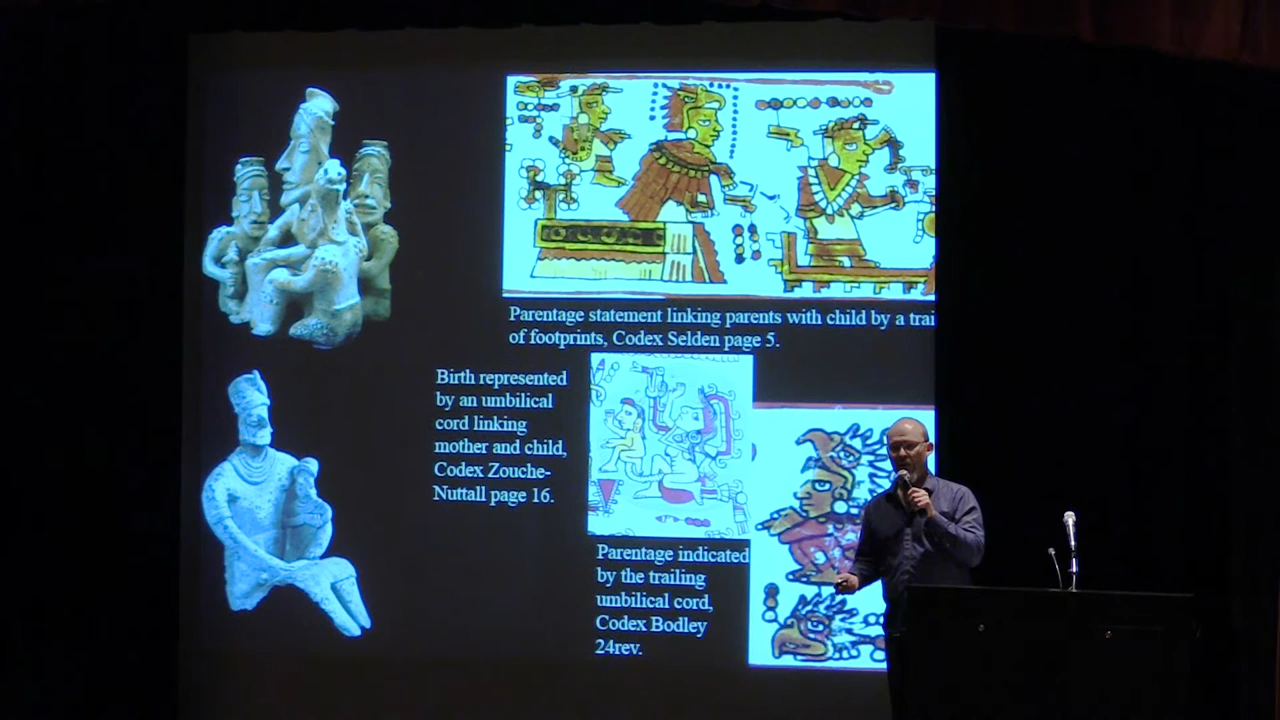 Parentage statement linking parents with child by a trai
of footprints, Codex Selden page 5.
Birth represented
by an umbilical
cord linking
mother and child,
Codex Zouche-
Nuttall page 16.
Parentage indicated
by the trailing
umbilical cord,
Codex Bodley
24rev.